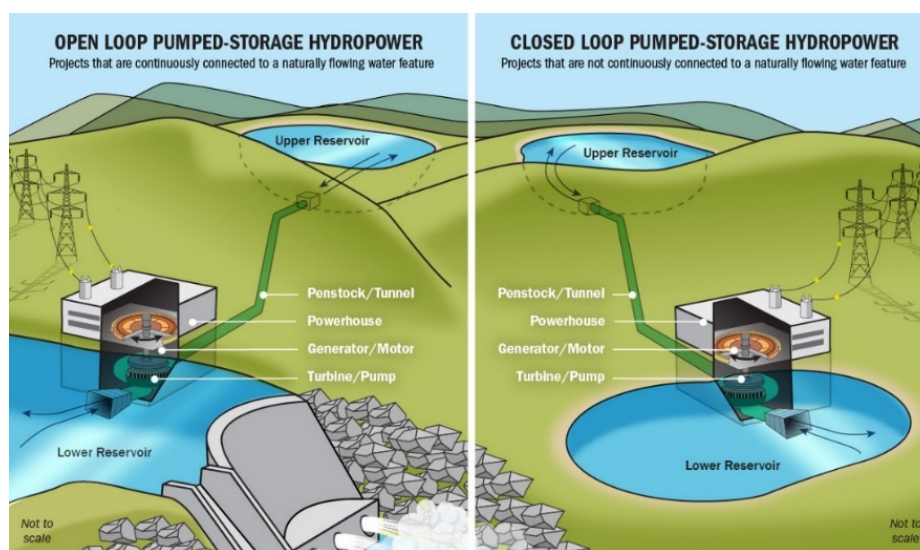 OPEN LOOP PUMPED-STORAGE HYDROPOWER
Projects that are continuously connected to a naturally flowing water feature
Upper Reservoir
Penstock/Tunnel
Powerhouse
Generator/Motor
Turbine/Pump
Lower Reservoir
Not to
scale
CLOSED LOOP PUMPED-STORAGE HYDROPOWER
Projects that are not continuously connected to a naturally flowing water feature
Upper Reservoir
Penstock/Tunnel
Powerhouse
Generator/Motor
Turbine/Pump
Lower Reservoir
Not to
scale